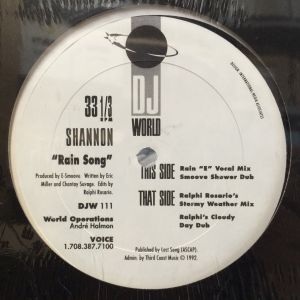 33 1/3
DJ
WORLD
SHANNON
"Rain Song"
Produced by E-Smoove Written by Eric
Miller and Chantay Savage. Edits by
Ralphi Rosario.
DJW 111
World Operations
André Halmon
VOICE
1.708.387.7100
THIS SIDE
Rain "E" Vocal Mix
Smoove Shower Dub
THAT SIDE
Ralphi Rosario's
Stormy Weather Mix
Ralphi's Cloudy
Day Dub
Published by Last Song (ASCAP).
Admin. by Third Coast Music © 1992.